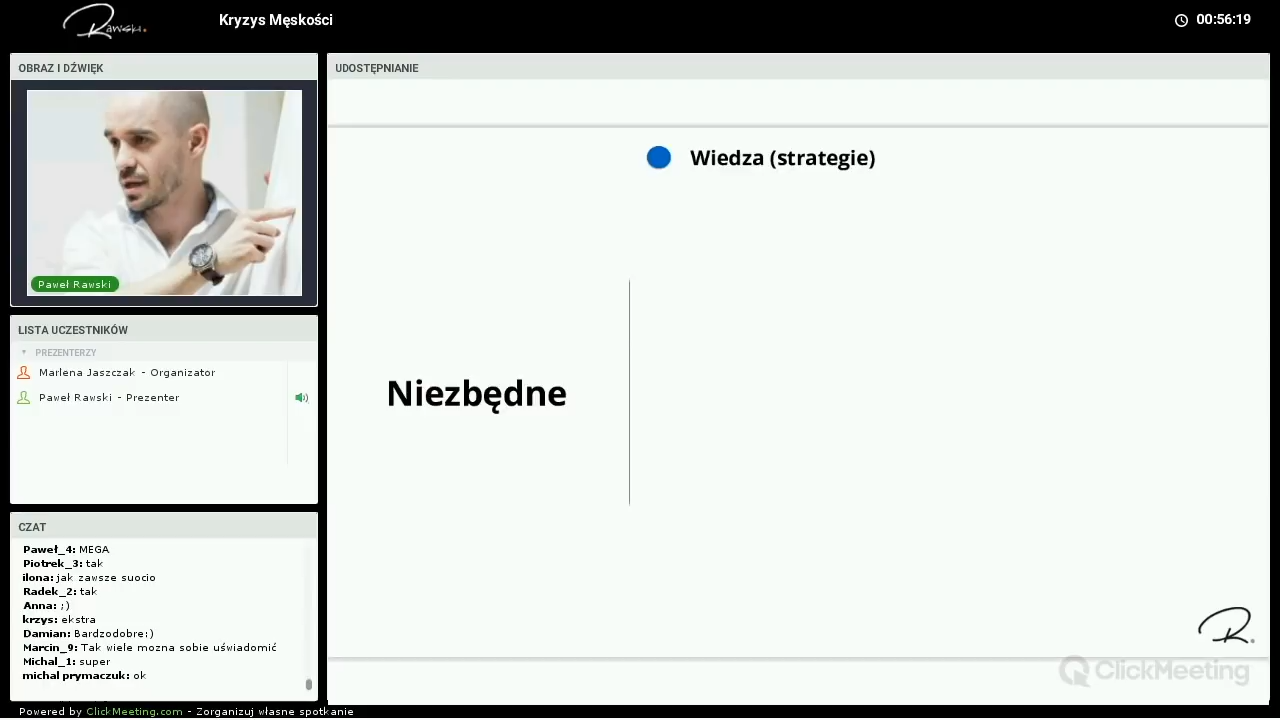 Rawski.
Kryzys Męskości
00:56:19
OBRAZ I DŹWIĘK
Paweł Rawski
LISTA UCZESTNIKÓW
PREZENTERZY
Marlena Jaszczak - Organizator
Paweł Rawski - Prezenter
CZAT
Paweł_4: MEGA
Piotrek_3: tak
ilona: jak zawsze suocio
Radek_2: tak
Anna: ;)
krzys: ekstra
Damian: Bardzodobre:)
Marcin_9: Tak wiele mozna sobie uświadomić
Michal_1: super
michal prymaczuk: ok
UDOSTĘPNIANIE
Wiedza (strategie)
Niezbędne
R.
ClickMeeting
Powered by ClickMeeting.com - Zorganizuj własne spotkanie